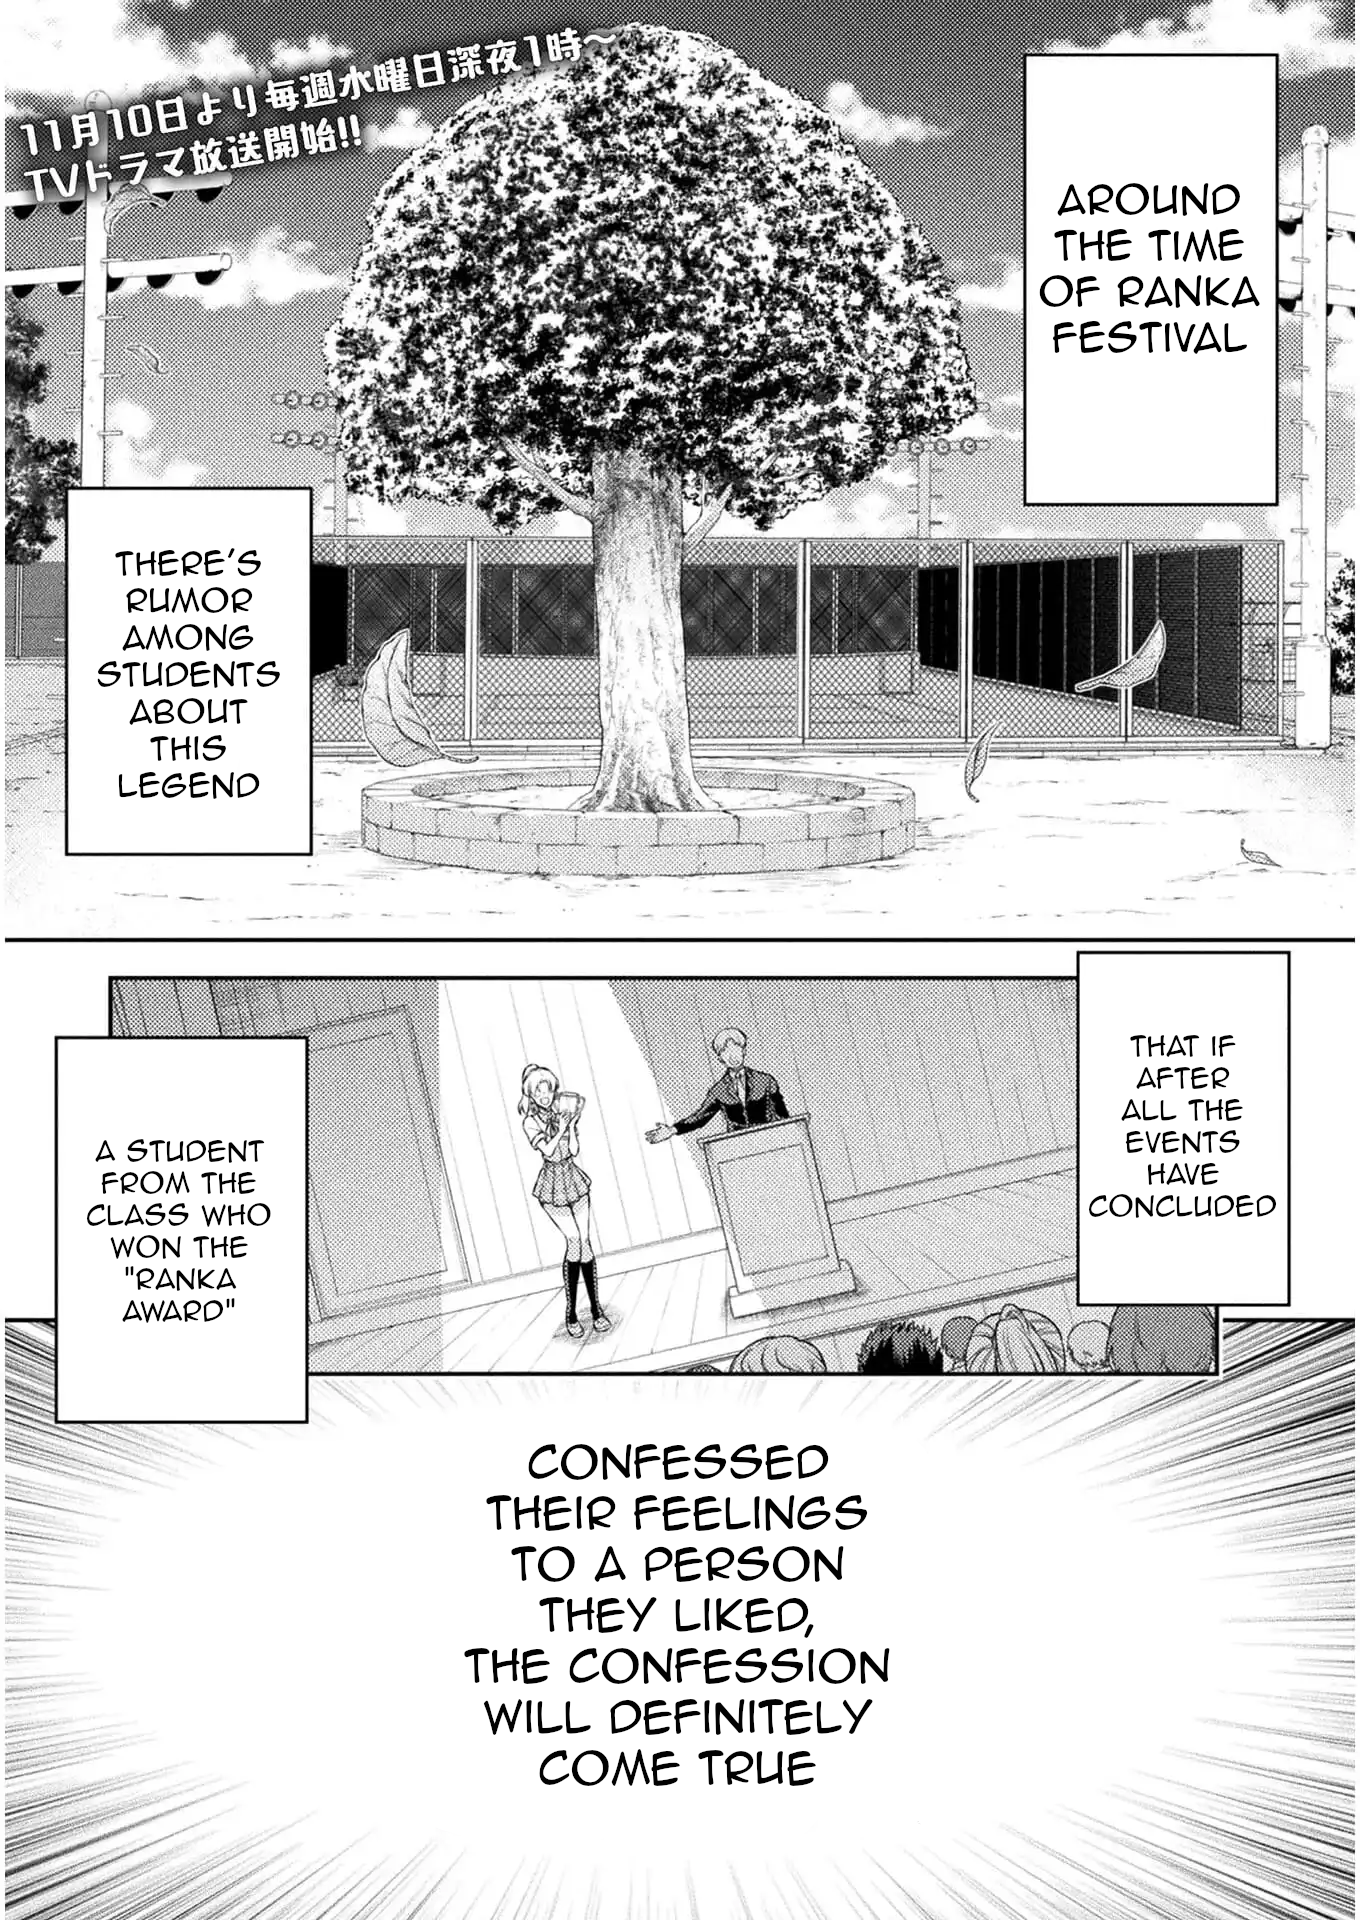 11月10日より毎週水曜日深夜1時～
TVドラマ放送開始!!
AROUND
THE TIME
OF RANKA
FESTIVAL
THERE'S
RUMOR
AMONG
STUDENTS
ABOUT
THIS
LEGEND
THAT IF
AFTER
ALL THE
EVENTS
HAVE
CONCLUDED
A STUDENT
FROM THE
CLASS WHO
WON THE
"RANKA
AWARD"
CONFESSED
THEIR FEELINGS
TO A PERSON
THEY LIKED,
THE CONFESSION
WILL DEFINITELY
COME TRUE